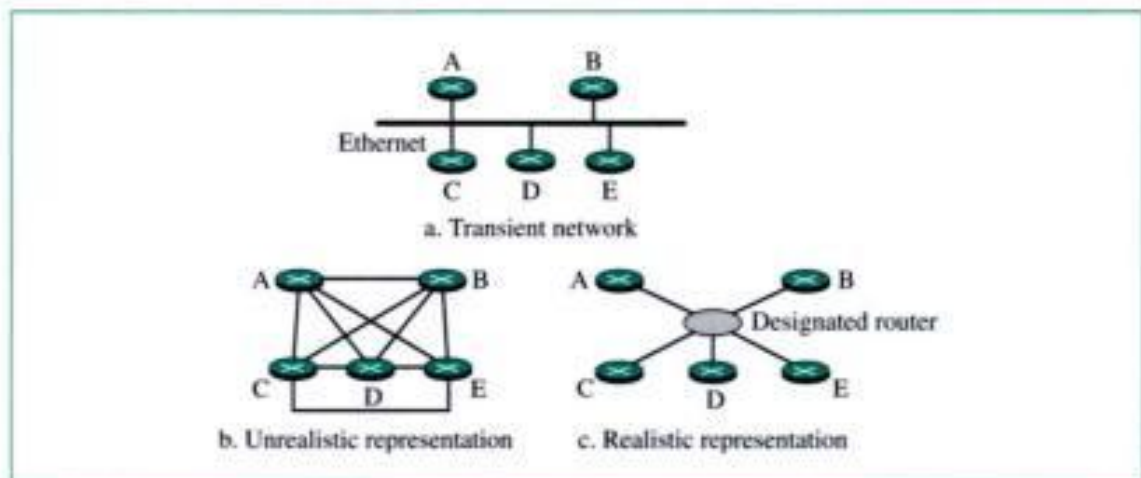 A B
Ethernet
C D E
a. Transient network
A B
C D E
b. Unrealistic representation
A B
Designated router
C D E
c. Realistic representation